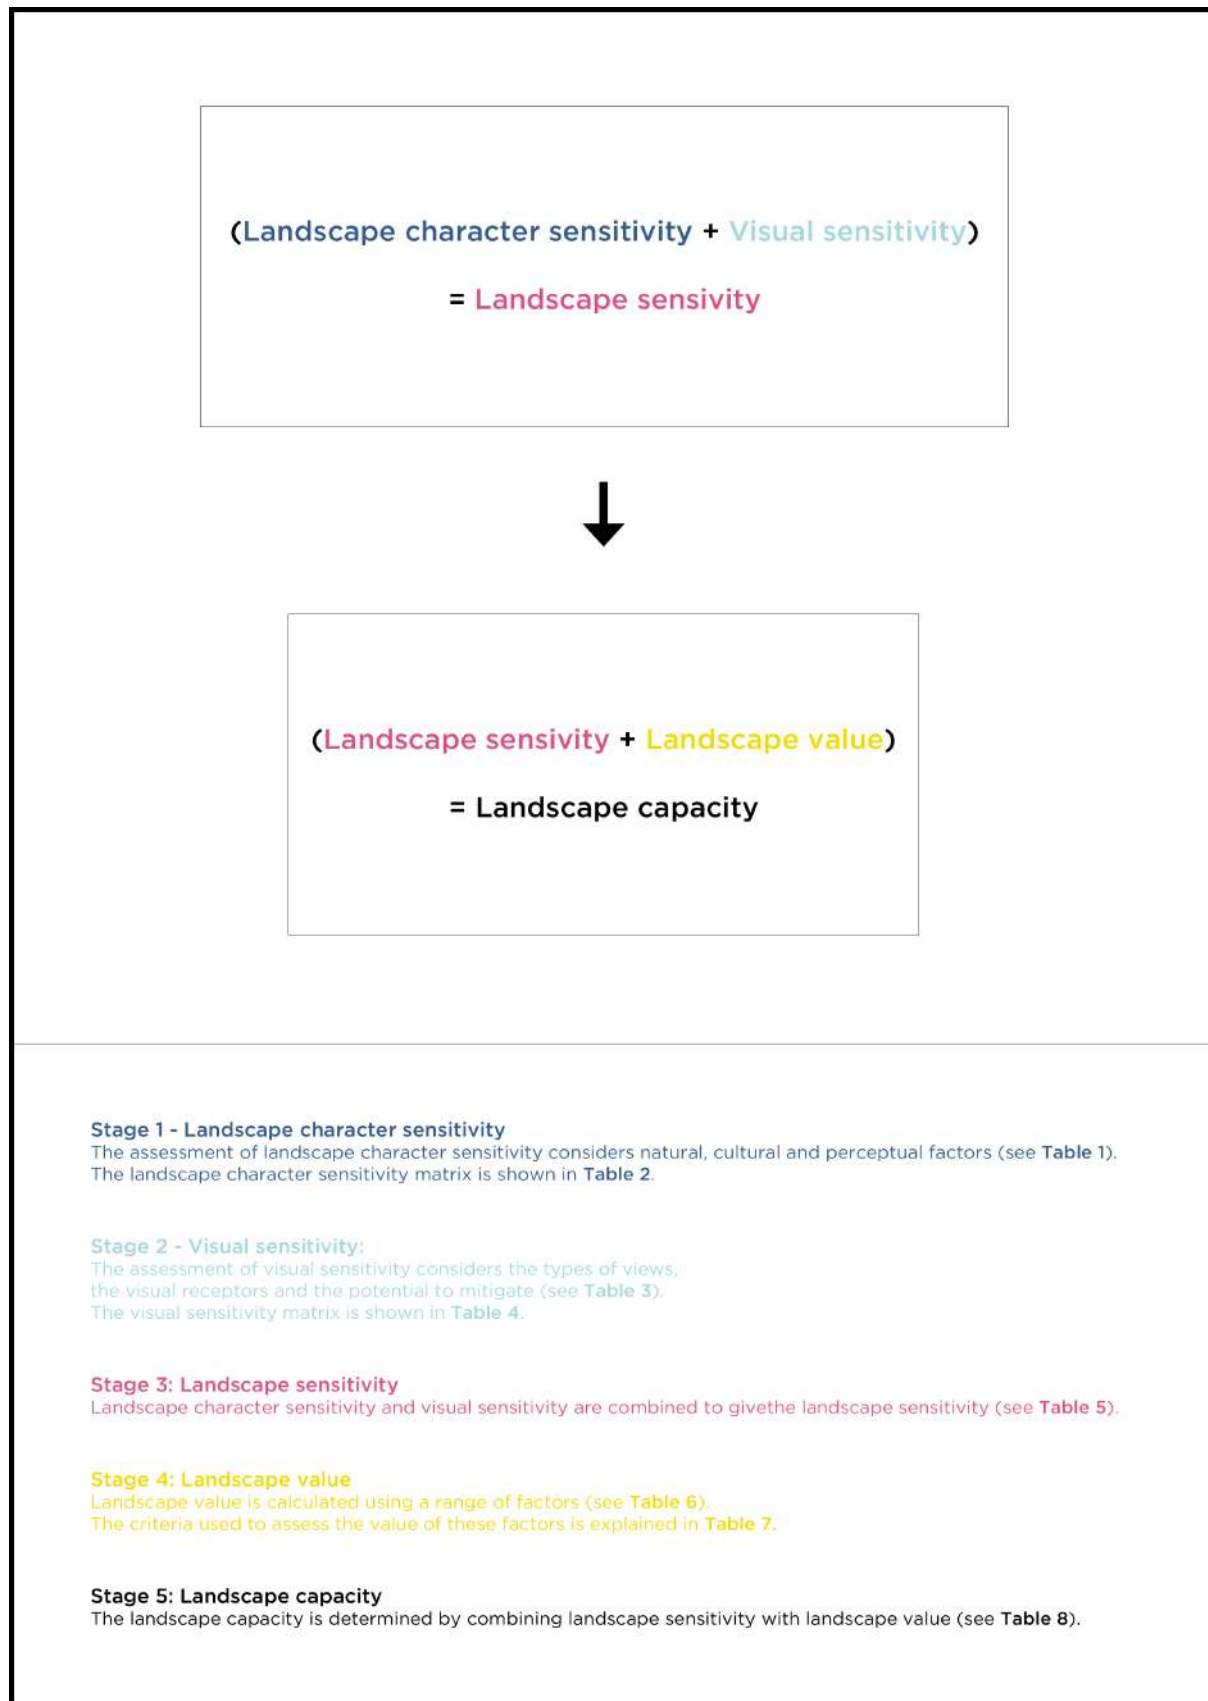 (Landscape character sensitivity + Visual sensitivity)
= Landscape sensivity
(Landscape sensivity + Landscape value)
= Landscape capacity
Stage 1 - Landscape character sensitivity
The assessment of landscape character sensitivity considers natural, cultural and perceptual factors (see Table 1).
The landscape character sensitivity matrix is shown in Table 2.
Stage 2 - Visual sensitivity:
The assessment of visual sensitivity considers the types of views,
the visual receptors and the potential to mitigate (see Table 3).
The visual sensitivity matrix is shown in Table 4.
Stage 3: Landscape sensitivity
Landscape character sensitivity and visual sensitivity are combined to givethe landscape sensitivity (see Table 5).
Stage 4: Landscape value
Landscape value is calculated using a range of factors (see Table 6).
The criteria used to assess the value of these factors is explained in Table 7.
Stage 5: Landscape capacity
The landscape capacity is determined by combining landscape sensitivity with landscape value (see Table 8).